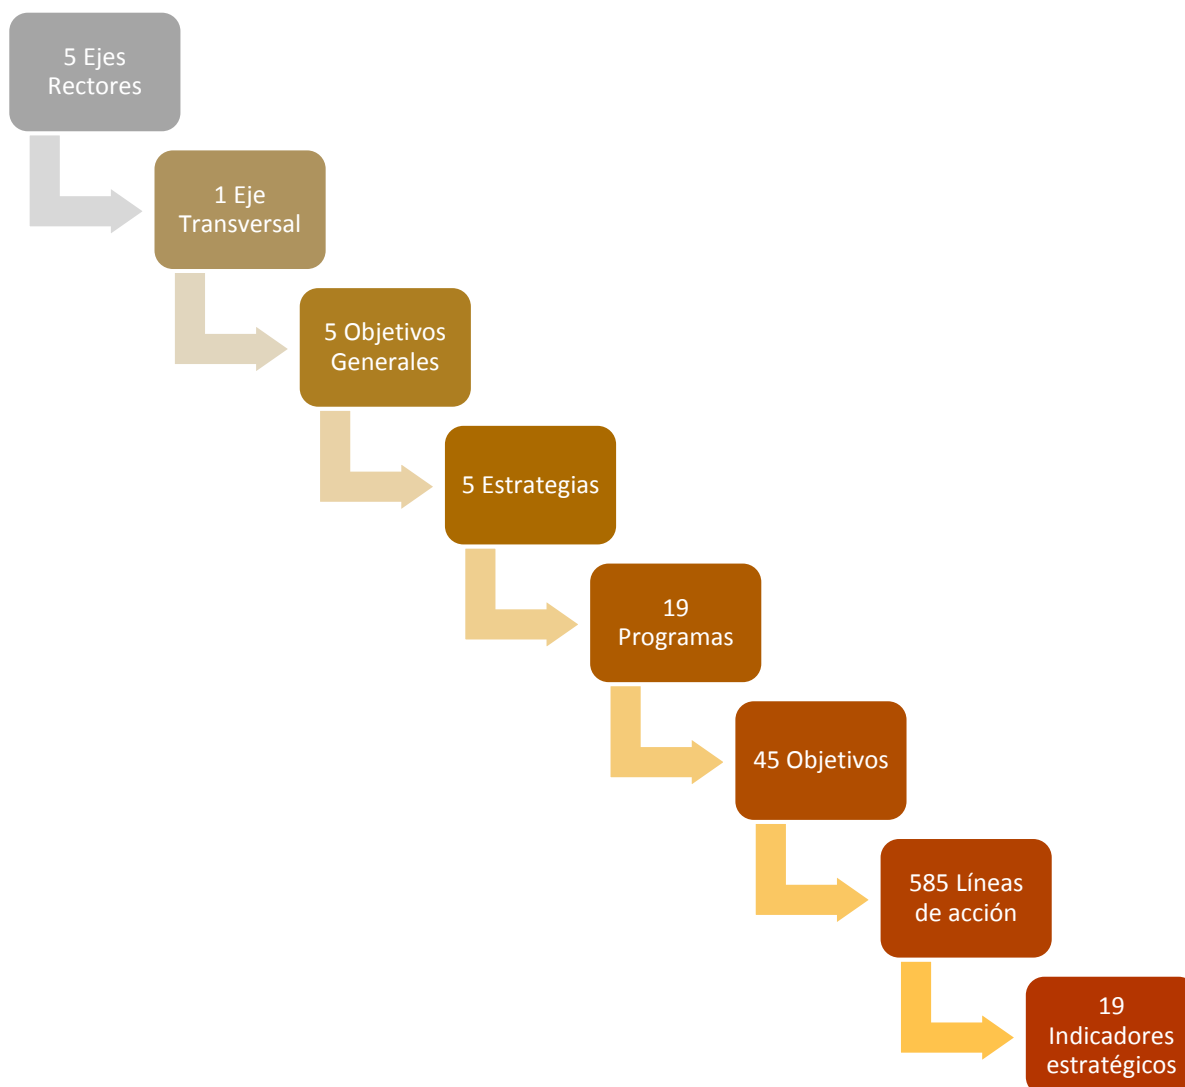 5 Ejes
Rectores
1 Eje
Transversal
5 Objetivos
Generales
5 Estrategias
19
Programas
45 Objetivos
585 Líneas
de acción
19
Indicadores
estratégicos